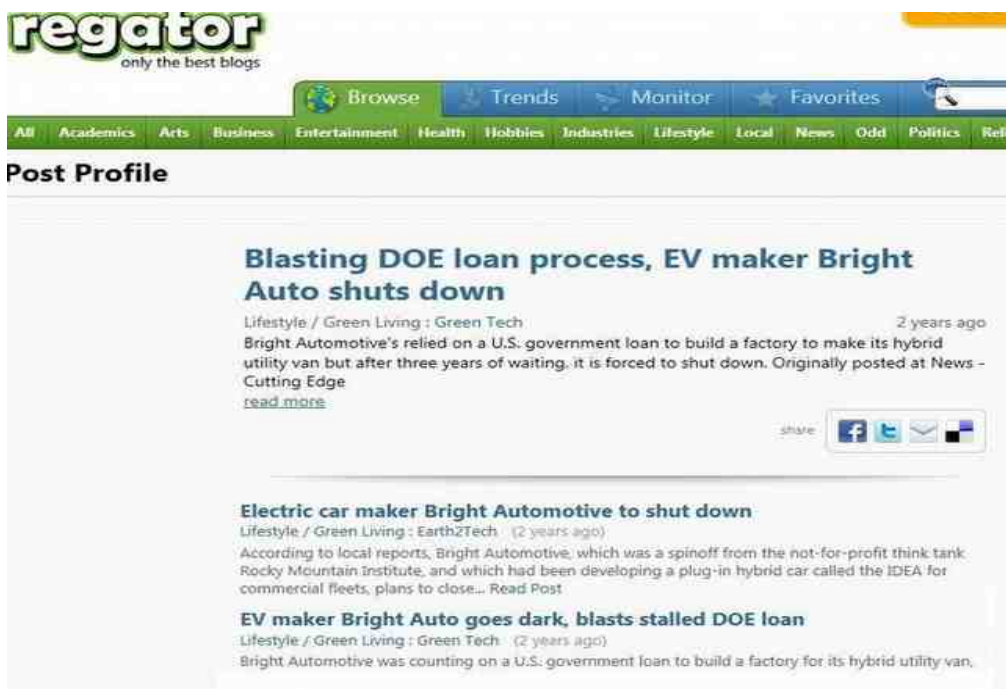 regator
only the best blogs
Browse Trends Monitor Favorites
All Academics Arts Business Entertainment Health Hobbies Industries Lifestyle Local News Odd Politics Reli
Post Profile
Blasting DOE loan process, EV maker Bright
Auto shuts down
Lifestyle / Green Living : Green Tech 2 years ago
Bright Automotive's relied on a U.S. government loan to build a factory to make its hybrid
utility van but after three years of waiting, it is forced to shut down. Originally posted at News -
Cutting Edge
read more
share
Electric car maker Bright Automotive to shut down
Lifestyle / Green Living : Earth2Tech (2 years ago)
According to local reports, Bright Automotive, which was a spinoff from the not-for-profit think tank
Rocky Mountain Institute, and which had been developing a plug-in hybrid car called the IDEA for
commercial fleets, plans to close... Read Post
EV maker Bright Auto goes dark, blasts stalled DOE loan
Lifestyle / Green Living : Green Tech (2 years ago)
Bright Automotive was counting on a U.S. government loan to build a factory for its hybrid utility van,